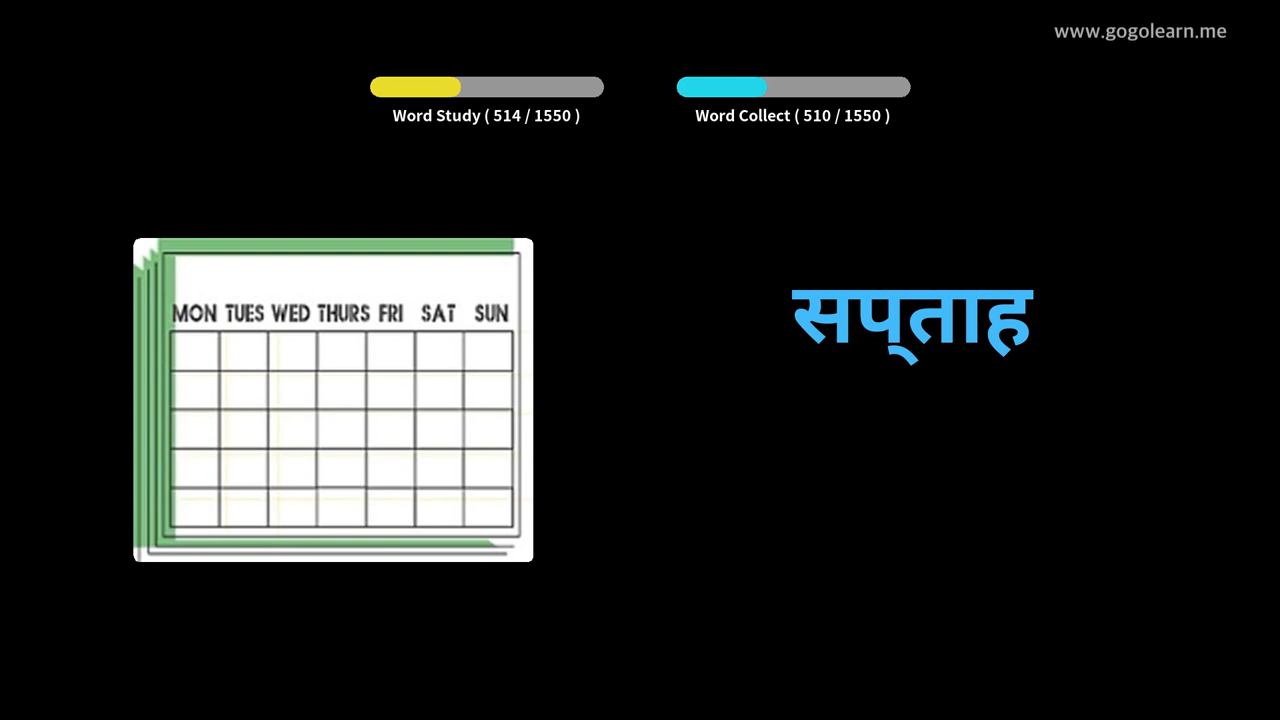 www.gogolearn.me
Word Study ( 514 / 1550 )
Word Collect ( 510 / 1550 )
MON TUES WED THURS FRI SAT SUN
सप्ताह